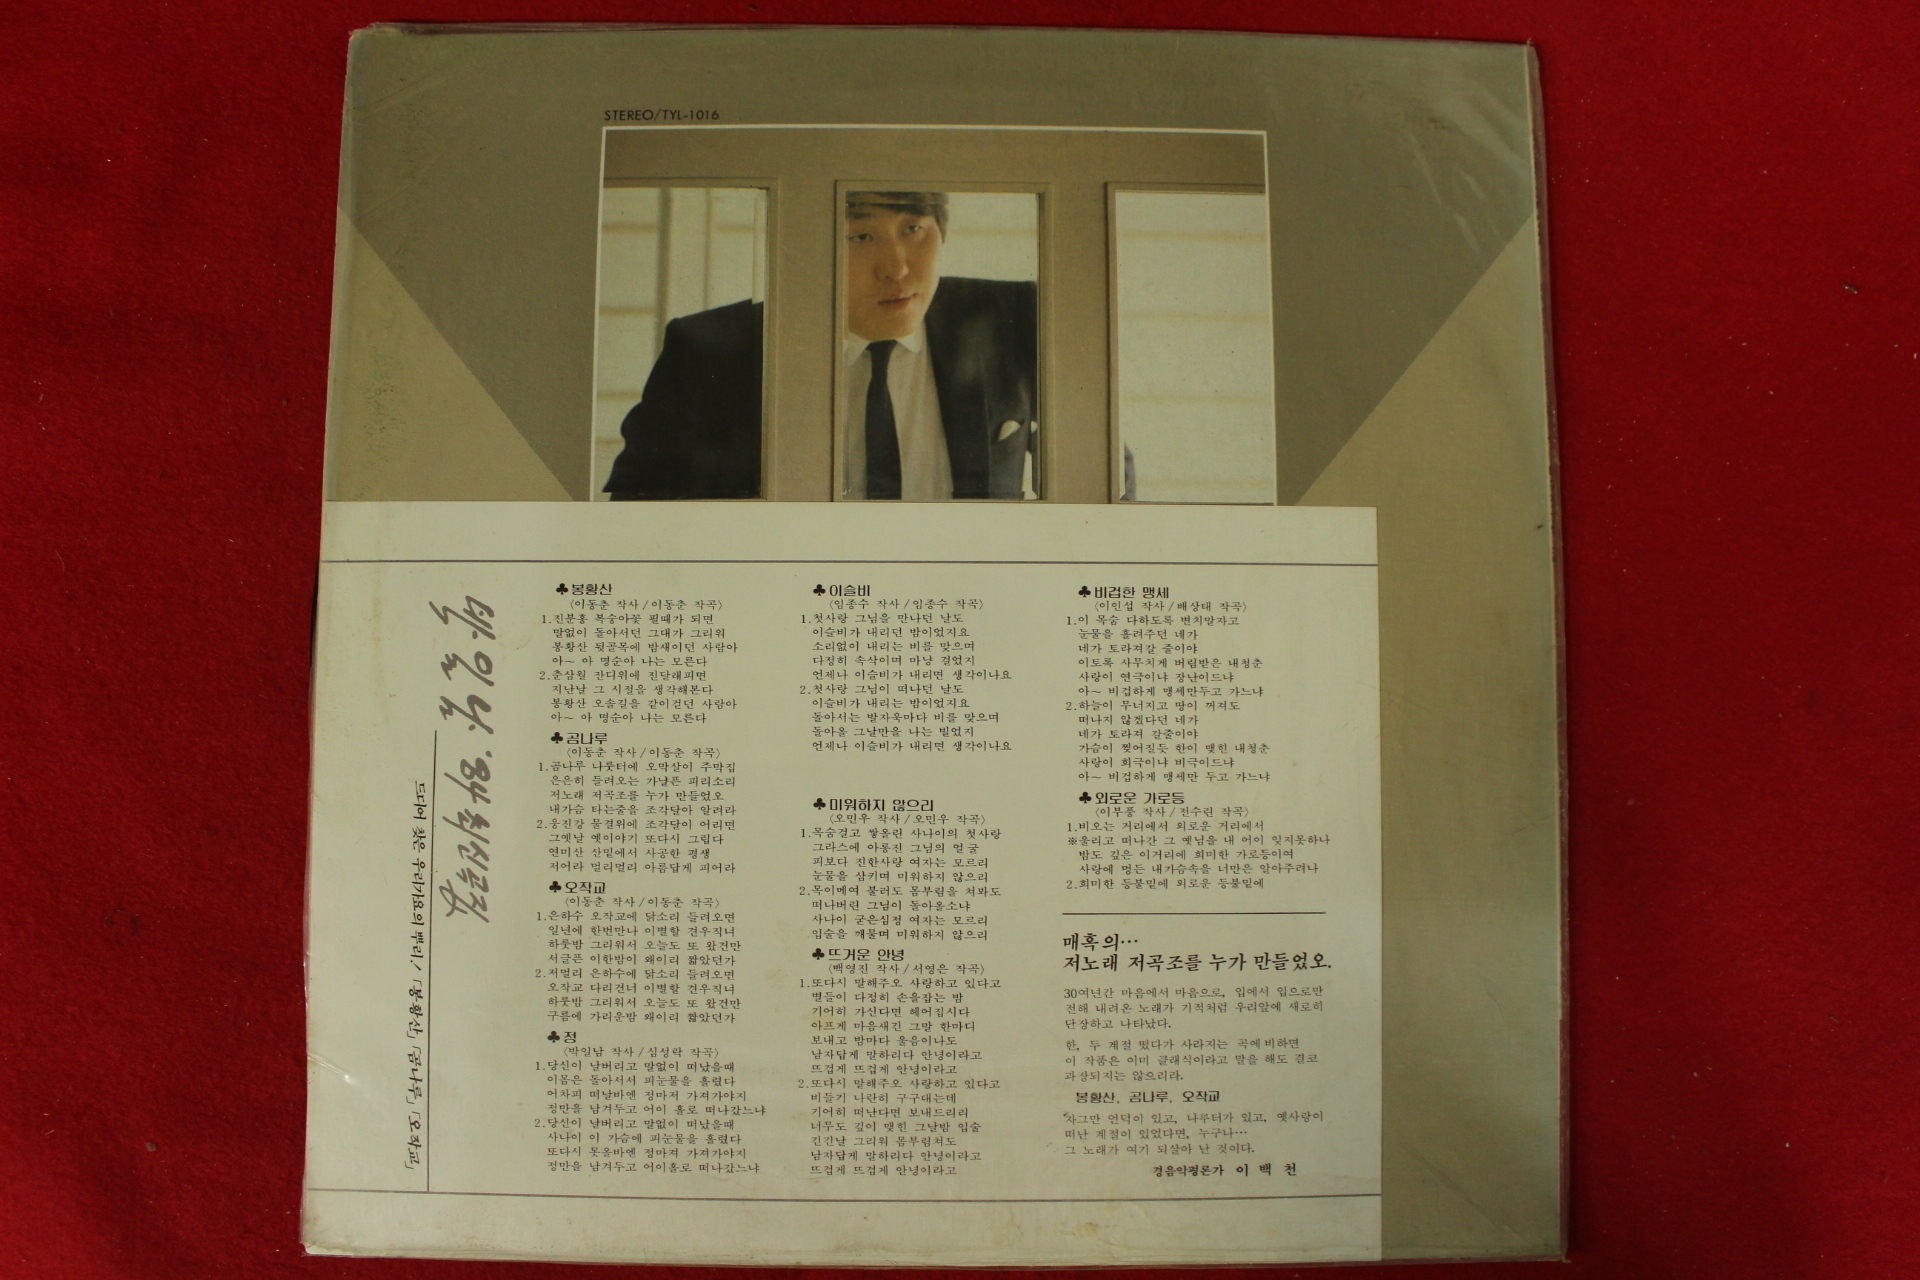 STEREO/TYL-1016
박일남 '84 신곡집
드디어 찾은 우리가요의 뿌리! 「봉황산」 「곰나루」 「오작교」
♣봉황산
〈이동춘 작사/이동춘 작곡〉
1.진분홍 복숭아꽃 필때가 되면
말없이 돌아서던 그대가 그리워
봉황산 뒷골목에 밤새이던 사람아
아~ 아 명순아 나는 모른다
2.춘삼월 잔디위에 진달래피면
지난날 그 시절을 생각해본다
봉황산 오솔길을 같이걷던 사람아
아~ 아 명순아 나는 모른다
♣곰나루
〈이동춘 작사/이동춘 작곡〉
1.곰나루 나룻터에 오막살이 주막집
은은히 들려오는 가냘픈 피리소리
저노래 저곡조를 누가 만들었오
내가슴 타는줄을 조각달아 알려라
2.웅진강 물결위에 조각달이 어리면
그옛날 옛이야기 또다시 그립다
연미산 산밑에서 사공한 평생
저어라 멀리멀리 아름답게 피어라
♣오작교
〈이동춘 작사/이동춘 작곡〉
1.은하수 오작교에 닭소리 들려오면
일년에 한번만나 이별할 견우직녀
하룻밤 그리워서 오늘도 또 왔건만
서글픈 이한밤이 왜이리 짧았던가
2.저멀리 은하수에 닭소리 들려오면
오작교 다리건너 이별할 견우직녀
하룻밤 그리워서 오늘도 또 왔건만
구름에 가리운밤 왜이리 짧았던가
♣정
〈박일남 작사/심성락 작곡〉
1.당신이 날버리고 말없이 떠났을때
이몸은 돌아서서 피눈물을 흘렸다
어차피 떠날바엔 정마저 가져가야지
정만을 남겨두고 어이 홀로 떠나갔느냐
2.당신이 날버리고 말없이 떠났을때
사나이 이 가슴에 피눈물을 흘렸다
또다시 못올바엔 정마저 가져가야지
정만을 남겨두고 어이홀로 떠나갔느냐
♣이슬비
〈임종수 작사/임종수 작곡〉
1.첫사랑 그님을 만나던 날도
이슬비가 내리던 밤이었지요
소리없이 내리는 비를 맞으며
다정히 속삭이며 마냥 걸었지
언제나 이슬비가 내리면 생각이나요
2.첫사랑 그님이 떠나던 날도
이슬비가 내리는 밤이었지요
돌아서는 발자욱마다 비를 맞으며
돌아올 그날만을 나는 빌었지
언제나 이슬비가 내리면 생각이나요
♣미워하지 않으리
〈오민우 작사/오민우 작곡〉
1.목숨걸고 쌓올린 사나이의 첫사랑
그라스에 아롱진 그님의 얼 굴
피보다 진한사랑 여자는 모르리
눈물을 삼키며 미워하지 않으리
2.목이메여 불러도 몸부림을 쳐봐도
떠나버린 그님이 돌아올소냐
사나이 굳은심정 여자는 모르리
입술을 깨물며 미워하지 않으리
♣뜨거운 안녕
〈백영진 작사/서영은 작곡〉
1.또다시 말해주오 사랑하고 있다고
별들이 다정히 손을잡는 밤
기어히 가신다면 헤어집시다
아프게 마음새긴 그말 한마디
보내고 밤마다 울음이나도
남자답게 말하리다 안녕이라고
뜨겁게 뜨겁게 안녕이라고
2.또다시 말해주오 사랑하고 있다고
비들기 나란히 구구대는데
기어히 떠난다면 보내드리리
너무도 깊이 맺힌 그날밤 입술
긴긴날 그리워 몸부림쳐도
남자답게 말하리다 안녕이라고
뜨겁게 뜨겁게 안녕이라고
♣비겁한 맹세
〈이인섭 작사/배상태 작곡〉
1.이 목숨 다하도록 변치말자고
눈물을 흘려주던 네가
네가 토라져갈 줄이야
이토록 사무치게 버림받은 내청춘
사랑이 연극이냐 장난이드냐
아~ 비겁하게 맹세만두고 가느냐
2.하늘이 무너지고 땅이 꺼져도
떠나지 않겠다던 네가
네가 토라져 갈줄이야
가슴이 찢어질듯 한이 맺힌 내청춘
사랑이 희극이냐 비극이드냐
아~ 비겁하게 맹세만 두고 가느냐
♣외로운 가로등
〈이부풍 작사/전수린 작곡〉
1.비오는 거리에서 외로운 거리에서
※울리고 떠나간 그 옛님을 내 어이 잊지못하나
밤도 깊은 이거리에 희미한 가로등이여
사랑에 멍든 내가슴속을 너만은 알아주려나
2.희미한 등불밑에 외로운 등불밑에
매혹의…
저노래 저곡조를 누가 만들었오.
30여년간 마음에서 마음으로, 입에서 입으로만
전해 내려온 노래가 기적처럼 우리앞에 새로히
단장하고 나타났다.
한, 두 계절 떴다가 사라지는 곡에 비하면
이 작품은 이미 클래식이라고 말을 해도 결코
과장되지는 않으리라.
봉황산, 곰나루, 오작교
자그만 언덕이 있고, 나루터가 있고, 옛사랑이
떠난 계절이 있었다면, 누구나…
그 노래가 여기 되살아 난 것이다.
경음악평론가 이 백 천